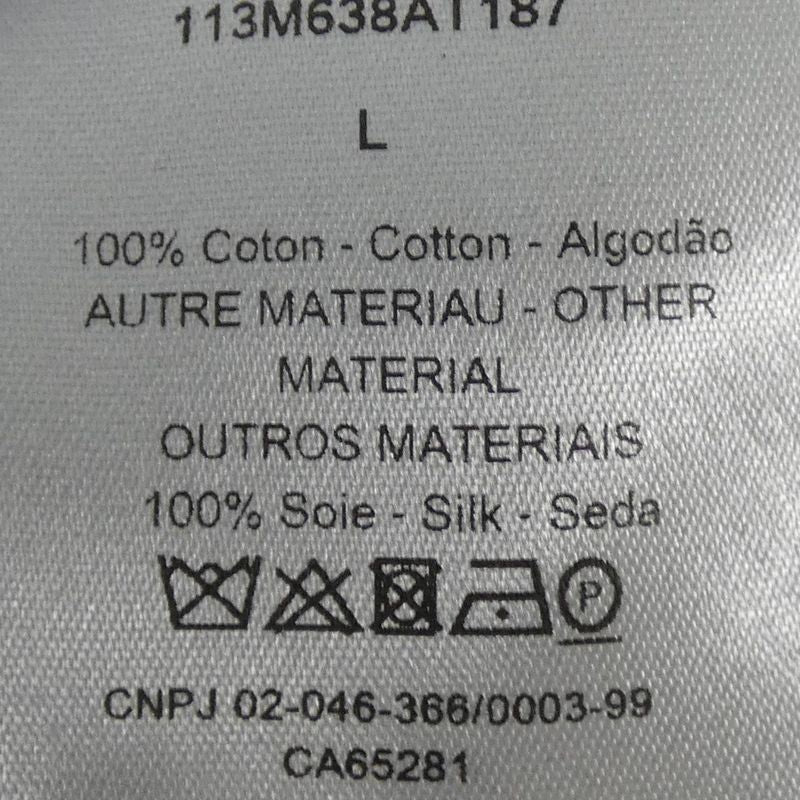 113M638AT187
L
100% Coton - Cotton - Algodão
AUTRE MATERIAU - OTHER
MATERIAL
OUTROS MATERIAIS
100% Soie - Silk - Seda
P
CNPJ 02-046-366/0003-99
CA65281